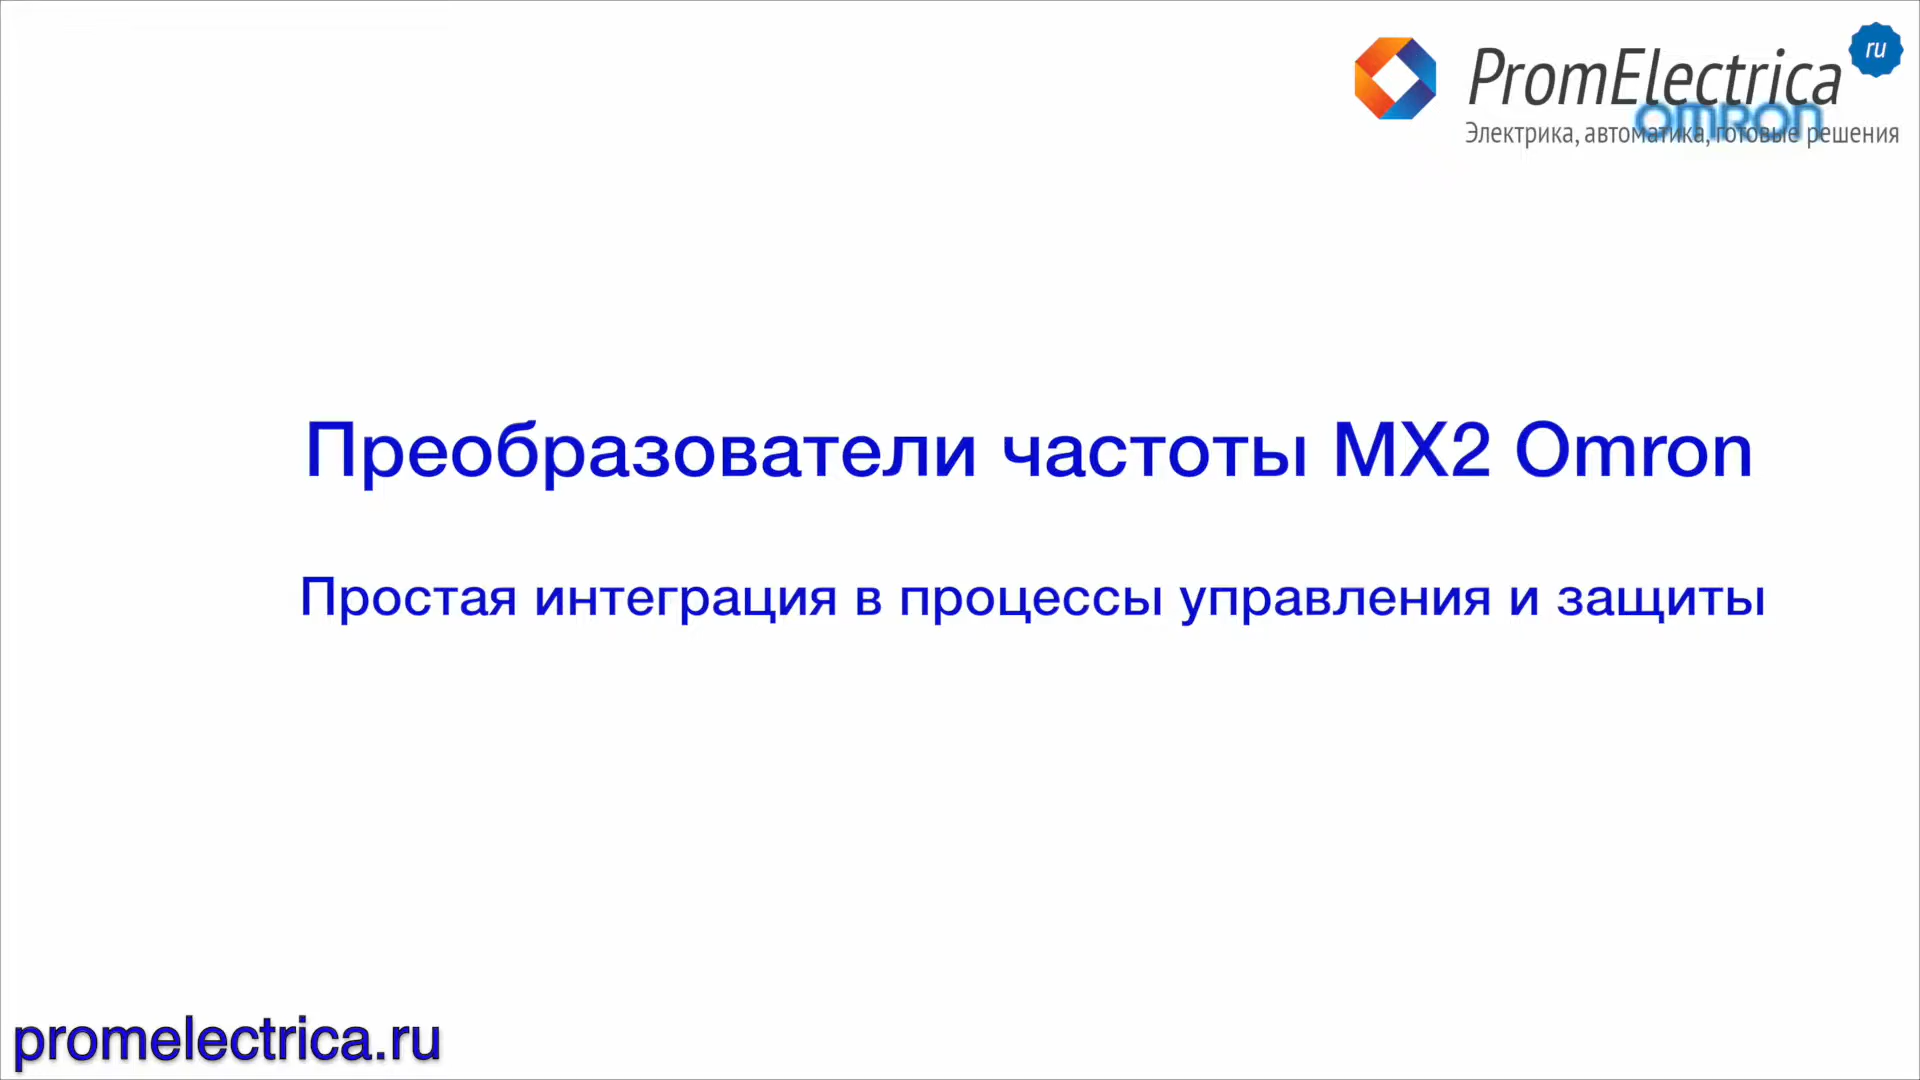 PromElectrica ru
omron
Электрика, автоматика, готовые решения
Преобразователи частоты MX2 Omron
Простая интеграция в процессы управления и защиты
promelectrica.ru